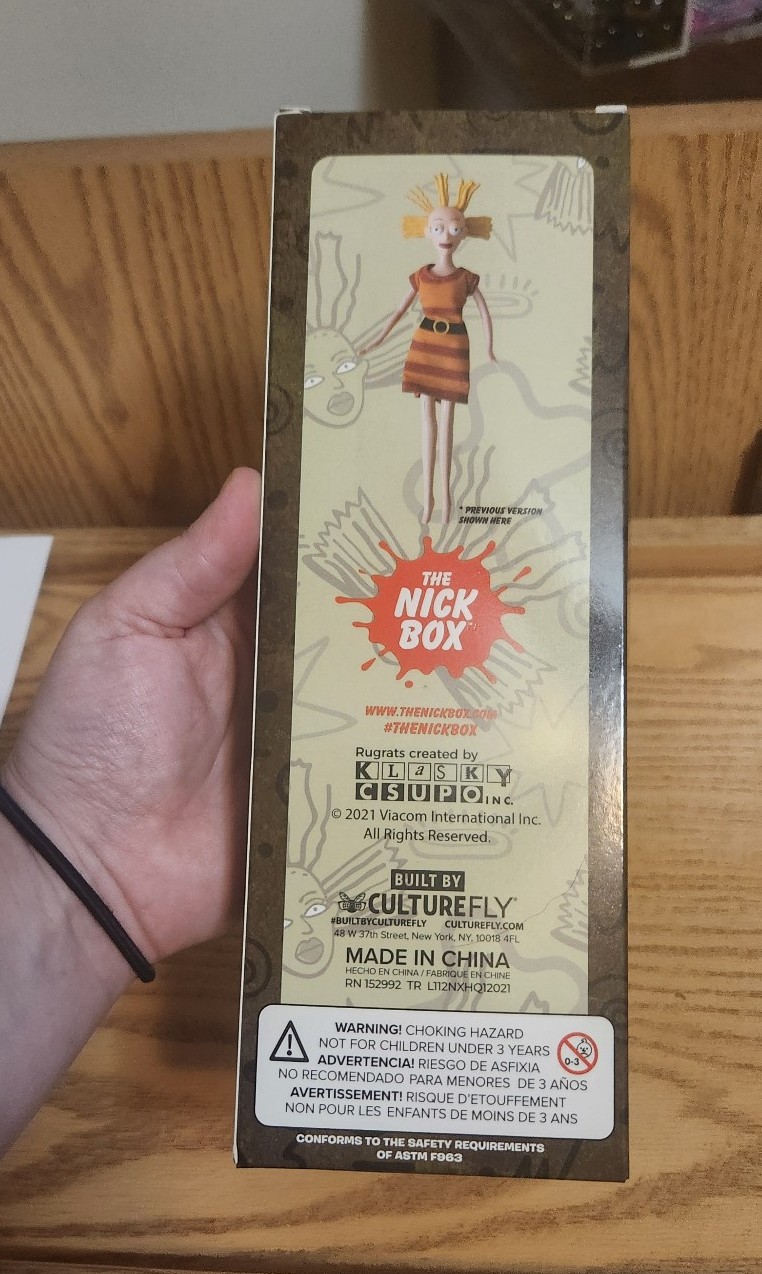 * PREVIOUS VERSION
SHOWN HERE
THE
NICK
BOX™
WWW.THENICKBOX.COM
#THENICKBOX
Rugrats created by
KLaSKY
CSUPO INC.
© 2021 Viacom International Inc.
All Rights Reserved.
BUILT BY
CULTUREFLY®
#BUILTBYCULTUREFLY CULTUREFLY.COM
48 W 37th Street, New York, NY, 10018 4FL
MADE IN CHINA
HECHO EN CHINA / FABRIQUE EN CHINE
RN 152992 TR L112NXHQ12021
WARNING! CHOKING HAZARD
NOT FOR CHILDREN UNDER 3 YEARS
0-3
ADVERTENCIA! RIESGO DE ASFIXIA
NO RECOMENDADO PARA MENORES DE 3 AÑOS
AVERTISSEMENT! RISQUE D'ETOUFFEMENT
NON POUR LES ENFANTS DE MOINS DE 3 ANS
CONFORMS TO THE SAFETY REQUIREMENTS
OF ASTM F963